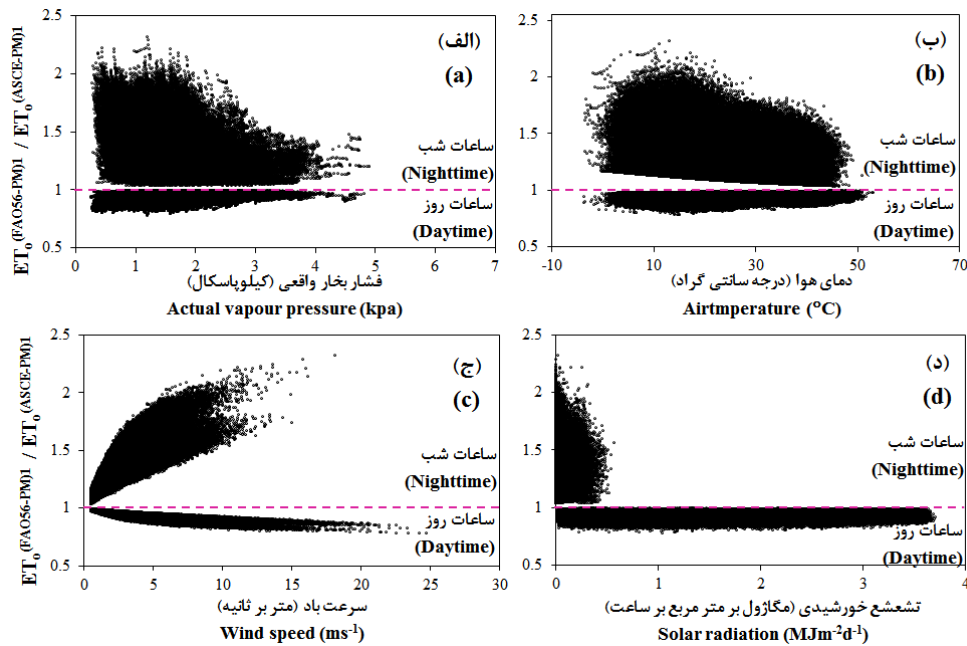 ET₀(FAO56-PM)1 / ET₀(ASCE-PM)1
2.5
2
1.5
1
0.5
(الف)
(a)
ساعات شب
(Nighttime)
ساعات روز
(Daytime)
0 1 2 3 4 5 6 7
فشار بخار واقعی (کیلوپاسکال)
Actual vapour pressure (kpa)
2.5
2
1.5
1
0.5
(ب)
(b)
ساعات شب
(Nighttime)
ساعات روز
(Daytime)
-10 10 30 50 70
دمای هوا (درجه سانتی گراد)
Airtmperature (°C)
ET₀(FAO56-PM)1 / ET₀(ASCE-PM)1
2.5
2
1.5
1
0.5
(ج)
(c)
ساعات شب
(Nighttime)
ساعات روز
(Daytime)
0 5 10 15 20 25 30
سرعت باد (متر بر ثانیه)
Wind speed (ms⁻¹)
2.5
2
1.5
1
0.5
(د)
(d)
ساعات شب
(Nighttime)
ساعات روز
(Daytime)
0 1 2 3 4
تشعشع خورشیدی (مگاژول بر متر مربع بر ساعت)
Solar radiation (MJm⁻²d⁻¹)